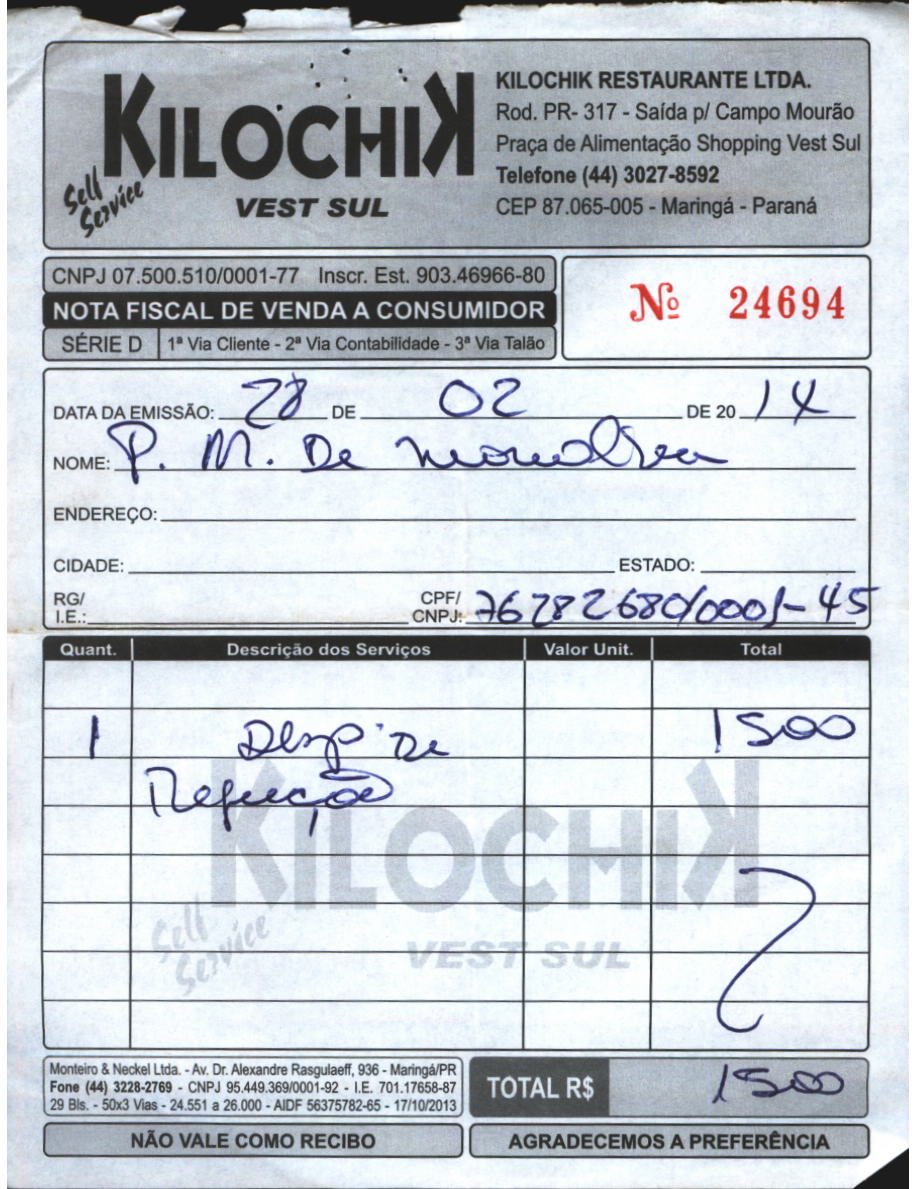 KILOCHIK
Self Service
VEST SUL
KILOCHIK RESTAURANTE LTDA.
Rod. PR- 317 - Saída p/ Campo Mourão
Praça de Alimentação Shopping Vest Sul
Telefone (44) 3027-8592
CEP 87.065-005 - Maringá - Paraná
CNPJ 07.500.510/0001-77 Inscr. Est. 903.46966-80
NOTA FISCAL DE VENDA A CONSUMIDOR
SÉRIE D 1ª Via Cliente - 2ª Via Contabilidade - 3ª Via Talão
Nº 24694
DATA DA EMISSÃO: 28 DE 02 DE 2014
NOME: P. M. De
ENDEREÇO:
CIDADE: ESTADO:
RG/ I.E.: CPF/ CNPJ: 76282680/0001-45
Quant. Descrição dos Serviços Valor Unit. Total
1 Desp. De 1500
Refeição
KILOCHIK
Self Service
VEST SUL
Monteiro & Neckel Ltda. - Av. Dr. Alexandre Rasgulaeff, 936 - Maringá/PR
Fone (44) 3228-2769 - CNPJ 95.449.369/0001-92 - I.E. 701.17658-87
29 Bls. - 50x3 Vias - 24.551 a 26.000 - AIDF 56375782-65 - 17/10/2013
TOTAL R$ 1500
NÃO VALE COMO RECIBO
AGRADECEMOS A PREFERÊNCIA